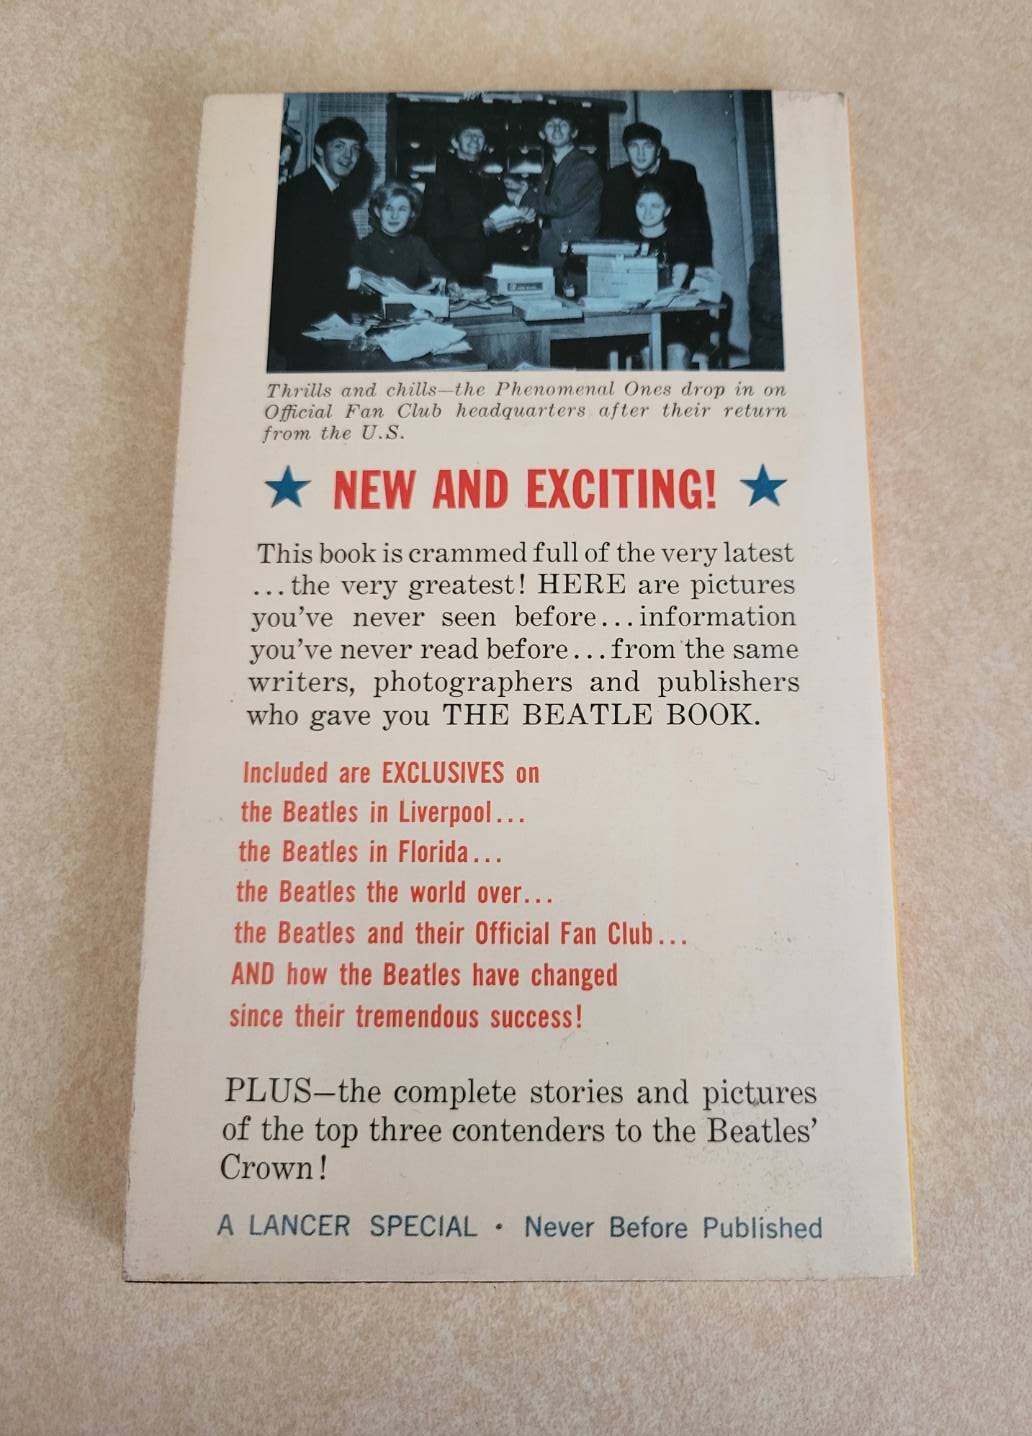 Thrills and chills—the Phenomenal Ones drop in on
Official Fan Club headquarters after their return
from the U.S.
NEW AND EXCITING!
This book is crammed full of the very latest
...the very greatest! HERE are pictures
you've never seen before...information
you've never read before...from the same
writers, photographers and publishers
who gave you THE BEATLE BOOK.
Included are EXCLUSIVES on
the Beatles in Liverpool...
the Beatles in Florida...
the Beatles the world over...
the Beatles and their Official Fan Club...
AND how the Beatles have changed
since their tremendous success!
PLUS—the complete stories and pictures
of the top three contenders to the Beatles'
Crown!
A LANCER SPECIAL • Never Before Published